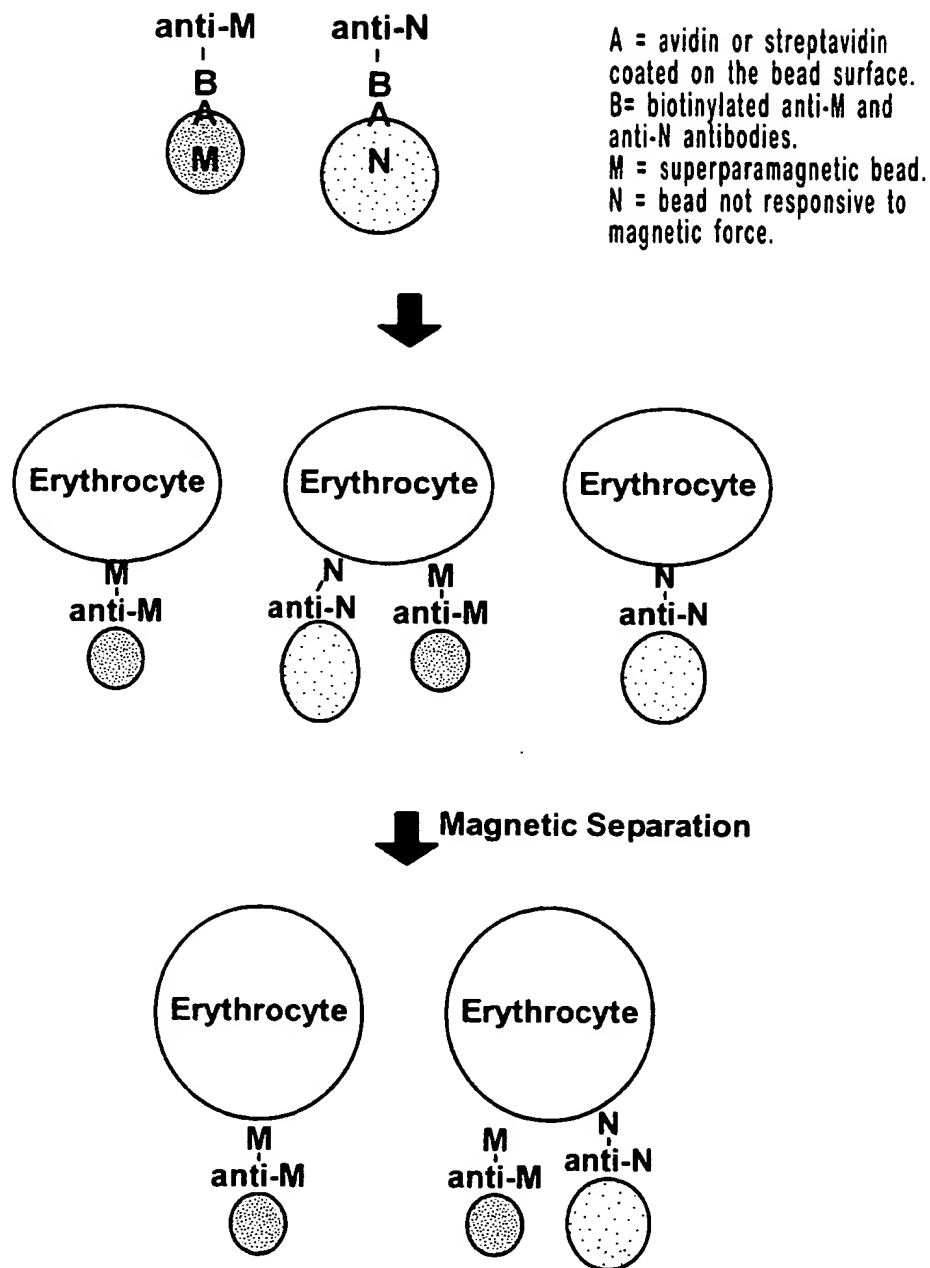 anti-M
anti-N
B
B
A
A
M
N
A = avidin or streptavidin
coated on the bead surface.
B= biotinylated anti-M and
anti-N antibodies.
M = superparamagnetic bead.
N = bead not responsive to
magnetic force.
Erythrocyte
Erythrocyte
Erythrocyte
M
N
M
N
anti-M
anti-N
anti-M
anti-N
Magnetic Separation
Erythrocyte
Erythrocyte
M
M
N
anti-M
anti-M
anti-N